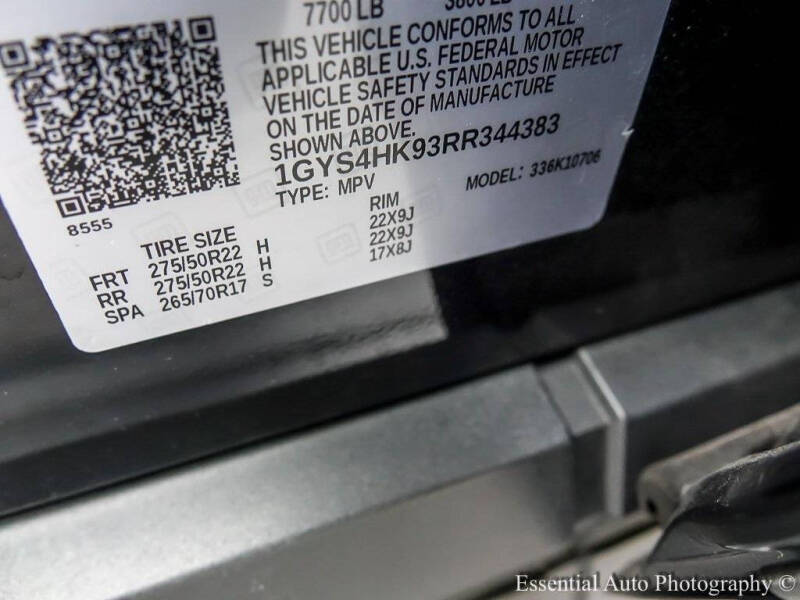 7700 LB
THIS VEHICLE CONFORMS TO ALL
APPLICABLE U.S. FEDERAL MOTOR
VEHICLE SAFETY STANDARDS IN EFFECT
ON THE DATE OF MANUFACTURE
SHOWN ABOVE.
1GYS4HK93RR344383
TYPE: MPV MODEL: 336K10706
8555
TIRE SIZE RIM
FRT 275/50R22 H 22X9J
RR 275/50R22 H 22X9J
SPA 265/70R17 S 17X8J
Essential Auto Photography ©